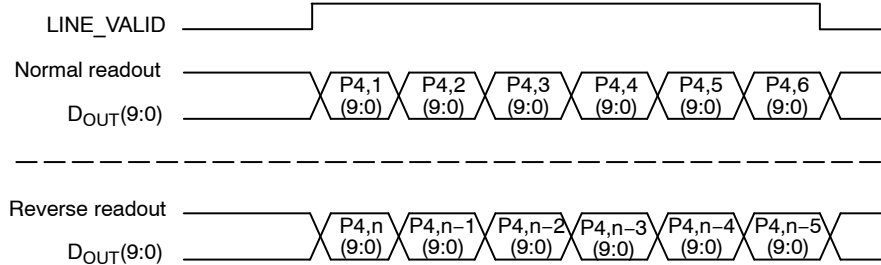 LINE_VALID
Normal readout
P4,1 P4,2 P4,3 P4,4 P4,5 P4,6
(9:0) (9:0) (9:0) (9:0) (9:0) (9:0)
DOUT(9:0)
Reverse readout
P4,n P4,n−1 P4,n−2 P4,n−3 P4,n−4 P4,n−5
(9:0) (9:0) (9:0) (9:0) (9:0) (9:0)
DOUT(9:0)